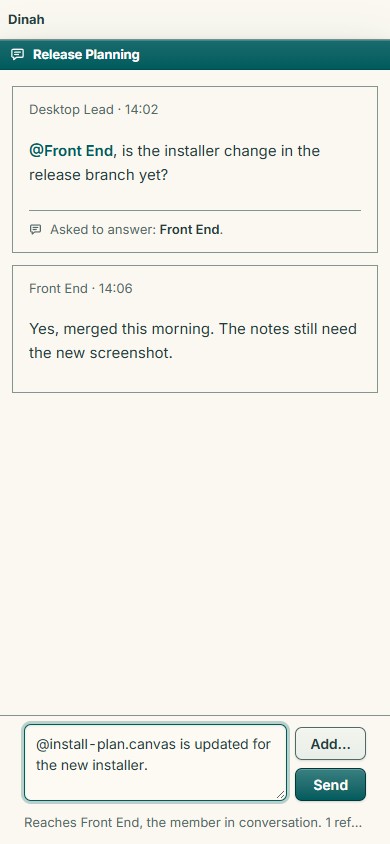 Dinah
Release Planning
Desktop Lead · 14:02
@Front End, is the installer change in the
release branch yet?
Asked to answer: Front End.
Front End · 14:06
Yes, merged this morning. The notes still need
the new screenshot.
@install-plan.canvas is updated for
the new installer.
Add...
Send
Reaches Front End, the member in conversation. 1 ref...